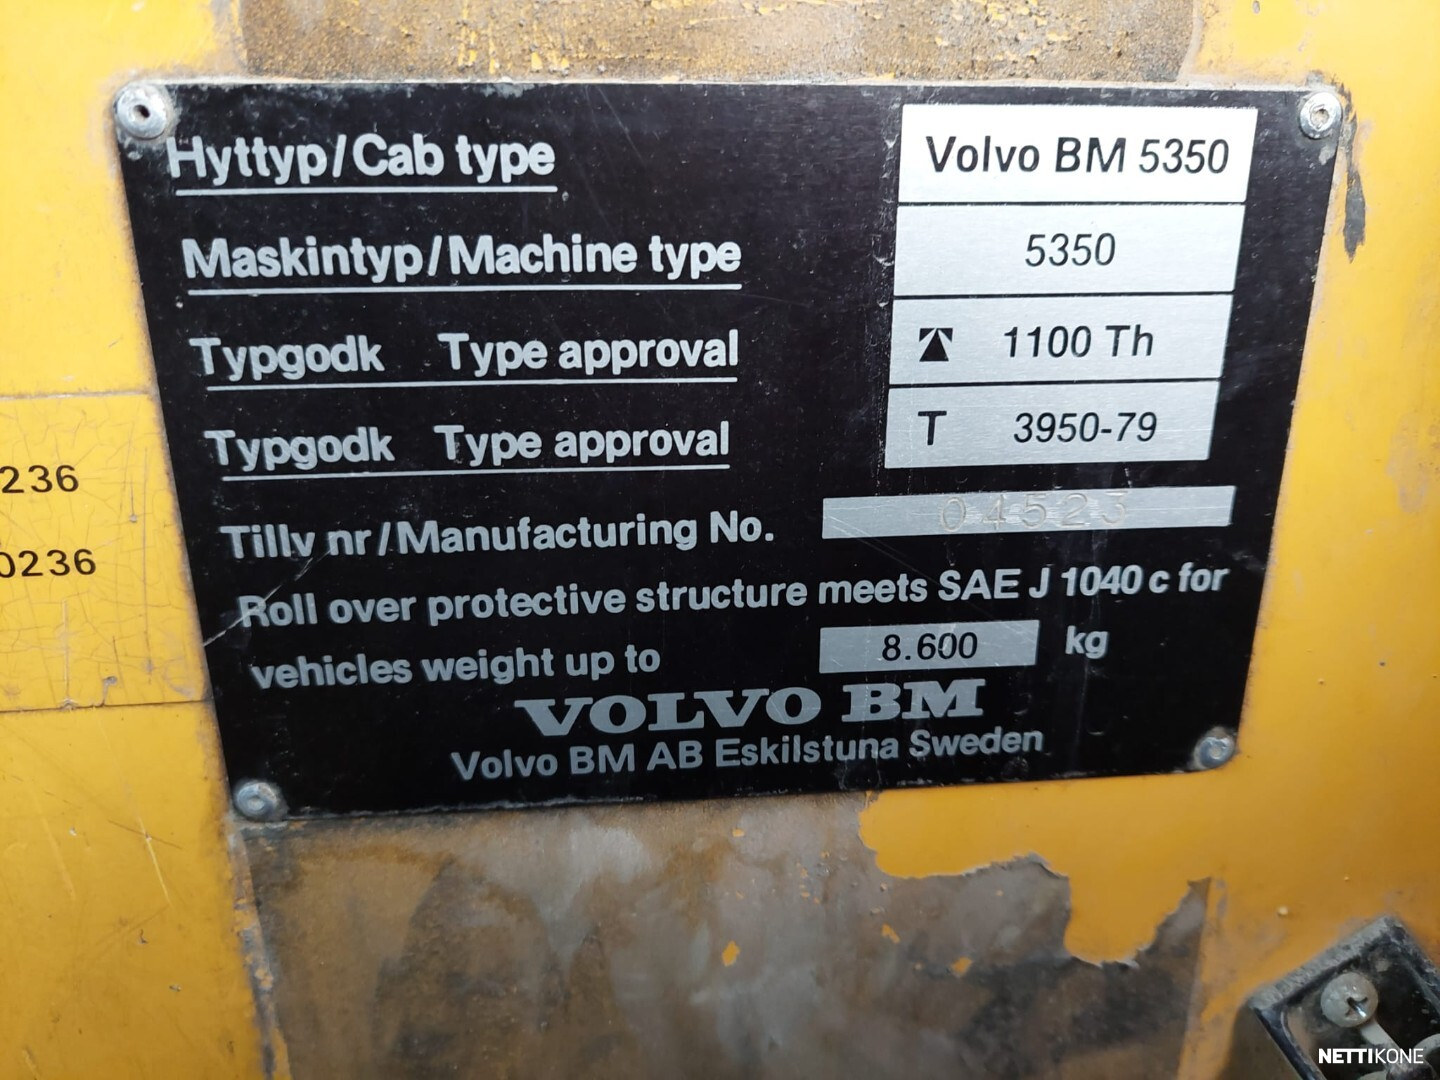 Hyttyp/Cab type Volvo BM 5350
Maskintyp/Machine type 5350
Typgodk Type approval 1100 Th
Typgodk Type approval T 3950-79
Tillv nr/Manufacturing No. 04523
Roll over protective structure meets SAE J 1040 c for
vehicles weight up to 8.600 kg
VOLVO BM
Volvo BM AB Eskilstuna Sweden
236
0236
NETTIKONE